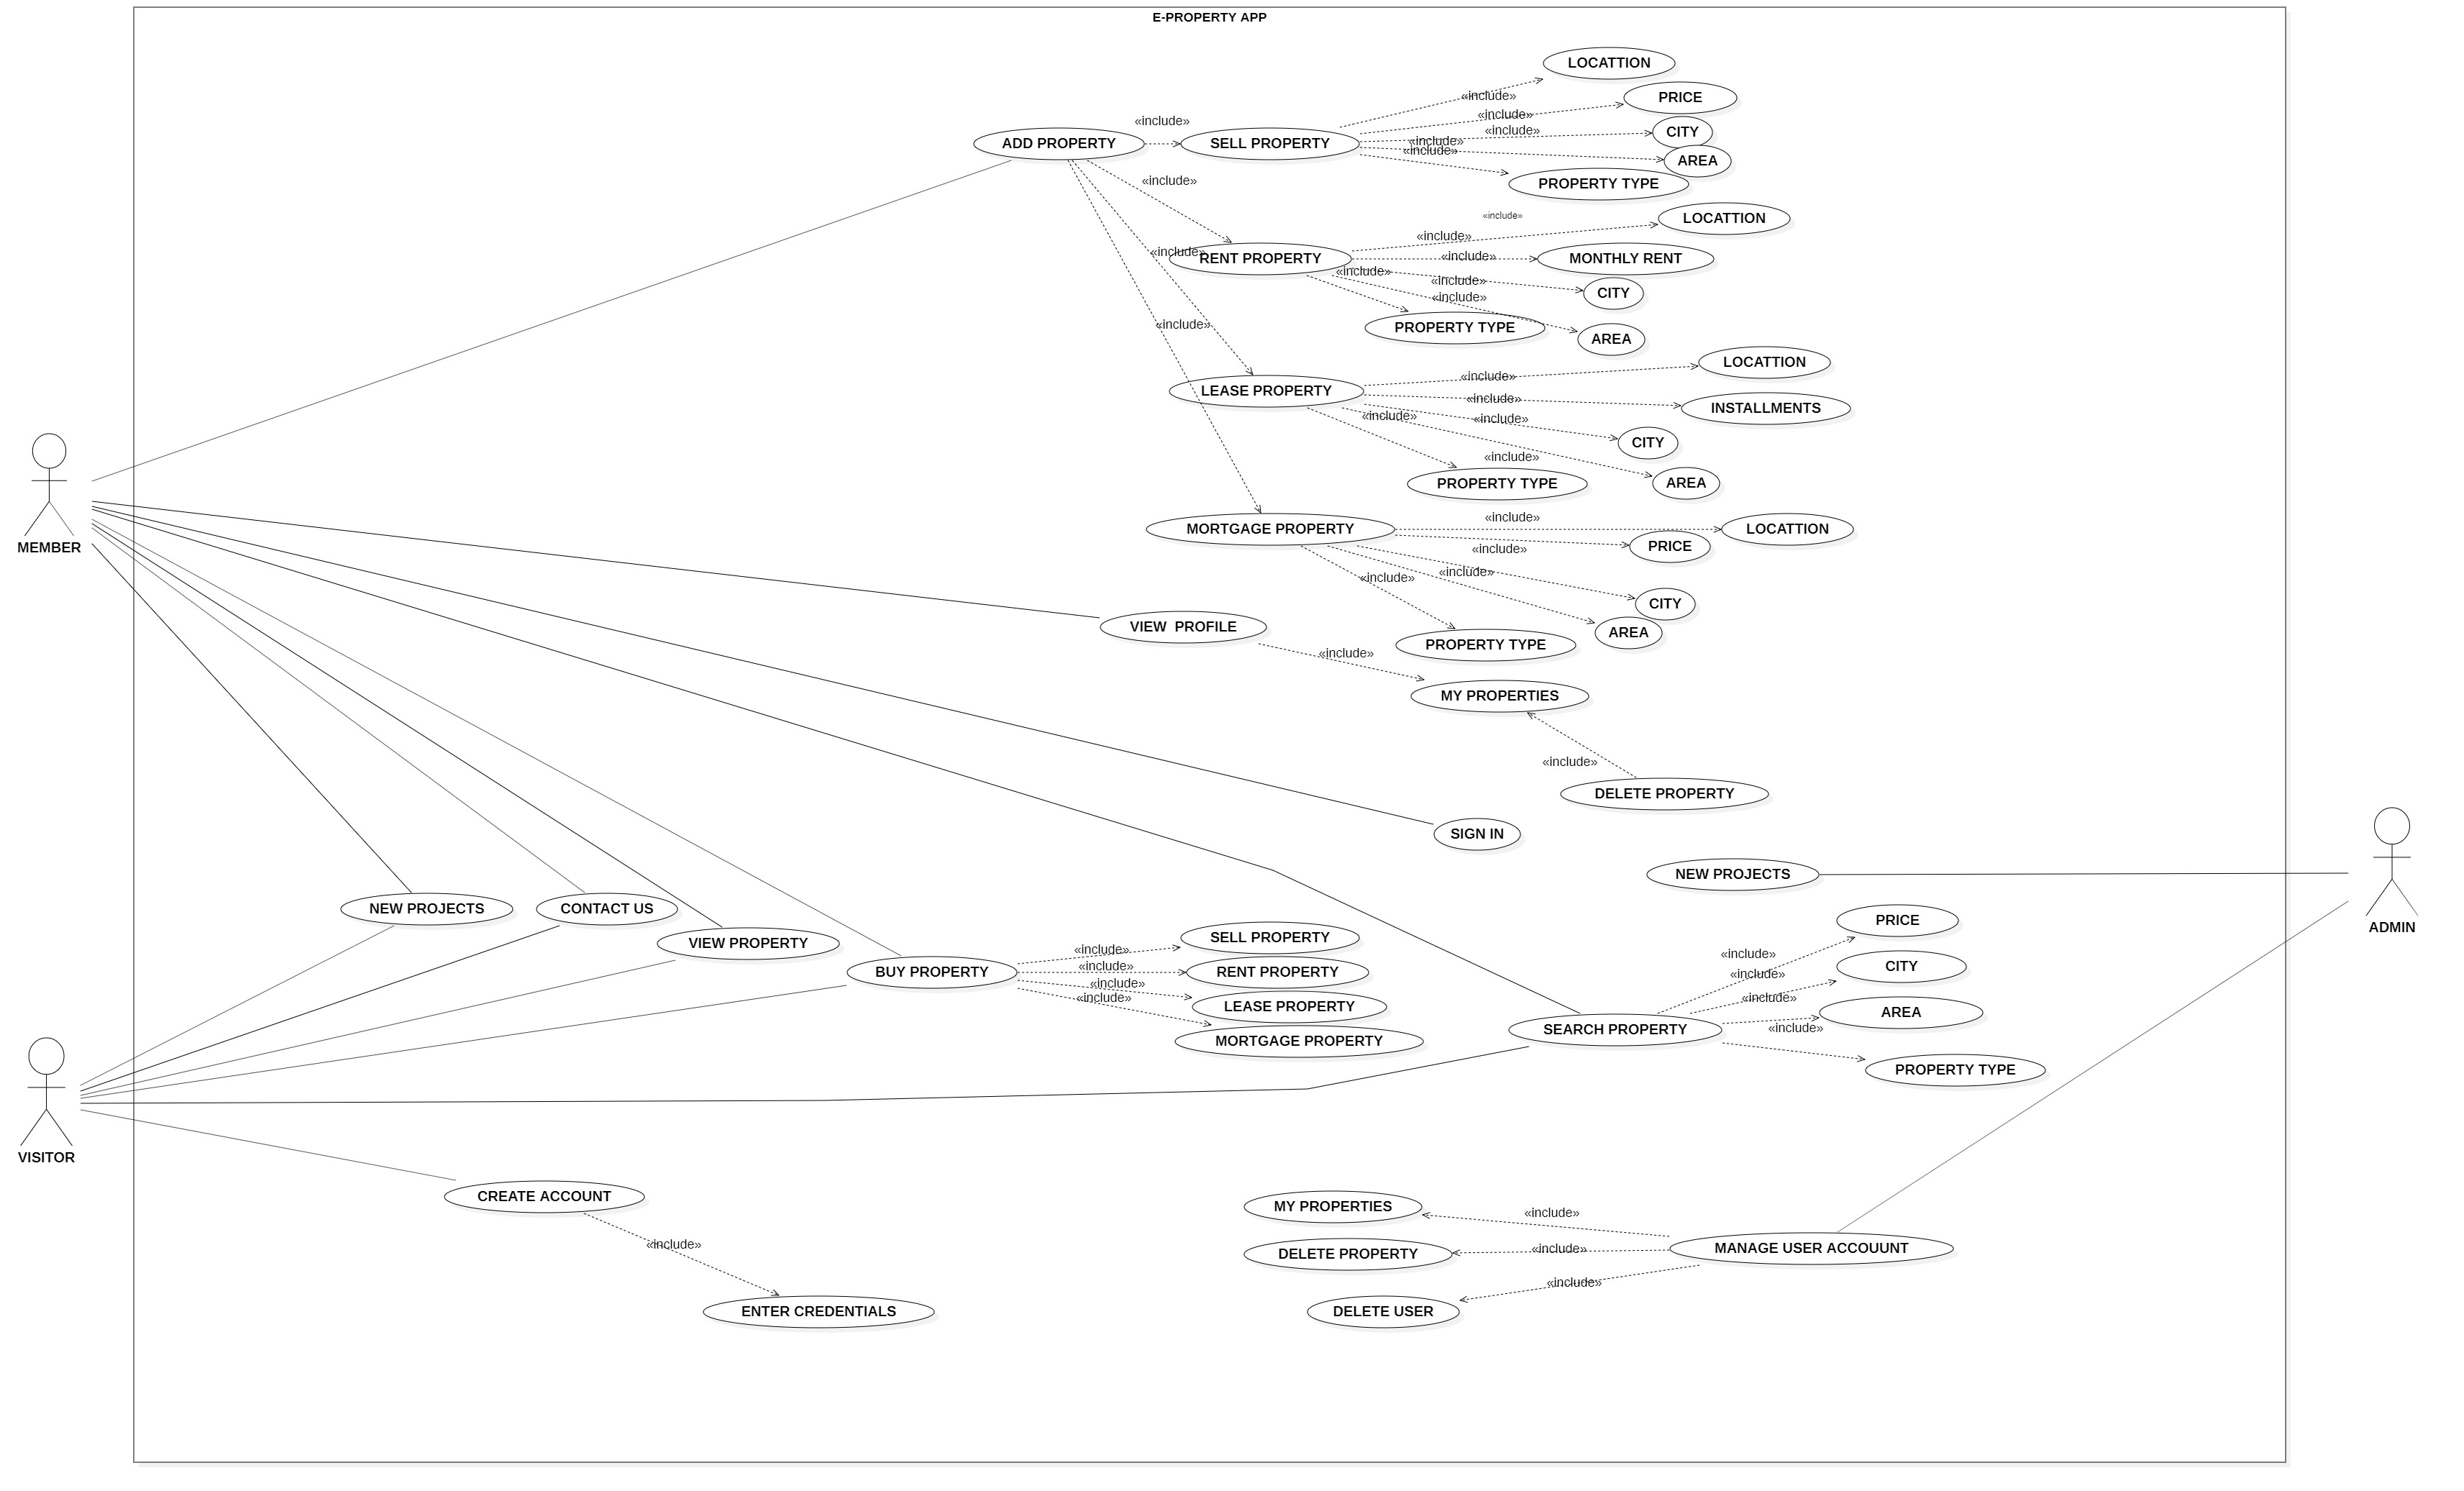 E-PROPERTY APP
LOCATTION
«include»
PRICE
«include»
«include»
CITY
ADD PROPERTY
«include»
SELL PROPERTY
«include»
«include»
AREA
PROPERTY TYPE
«include»
«include»
LOCATTION
«include»
«include»
RENT PROPERTY
«include»
MONTHLY RENT
«include»
«include»
CITY
«include»
«include»
PROPERTY TYPE
AREA
LOCATTION
«include»
LEASE PROPERTY
«include»
INSTALLMENTS
«include»
«include»
CITY
«include»
PROPERTY TYPE
AREA
MEMBER
«include»
MORTGAGE PROPERTY
LOCATTION
«include»
PRICE
«include»
«include»
CITY
VIEW  PROFILE
AREA
PROPERTY TYPE
«include»
MY PROPERTIES
«include»
DELETE PROPERTY
SIGN IN
NEW PROJECTS
ADMIN
NEW PROJECTS
CONTACT US
VIEW PROPERTY
BUY PROPERTY
«include»
«include»
«include»
«include»
SELL PROPERTY
RENT PROPERTY
LEASE PROPERTY
MORTGAGE PROPERTY
SEARCH PROPERTY
«include»
«include»
«include»
«include»
PRICE
CITY
AREA
PROPERTY TYPE
VISITOR
CREATE ACCOUNT
«include»
ENTER CREDENTIALS
MY PROPERTIES
«include»
DELETE PROPERTY
«include»
MANAGE USER ACCOUUNT
«include»
DELETE USER